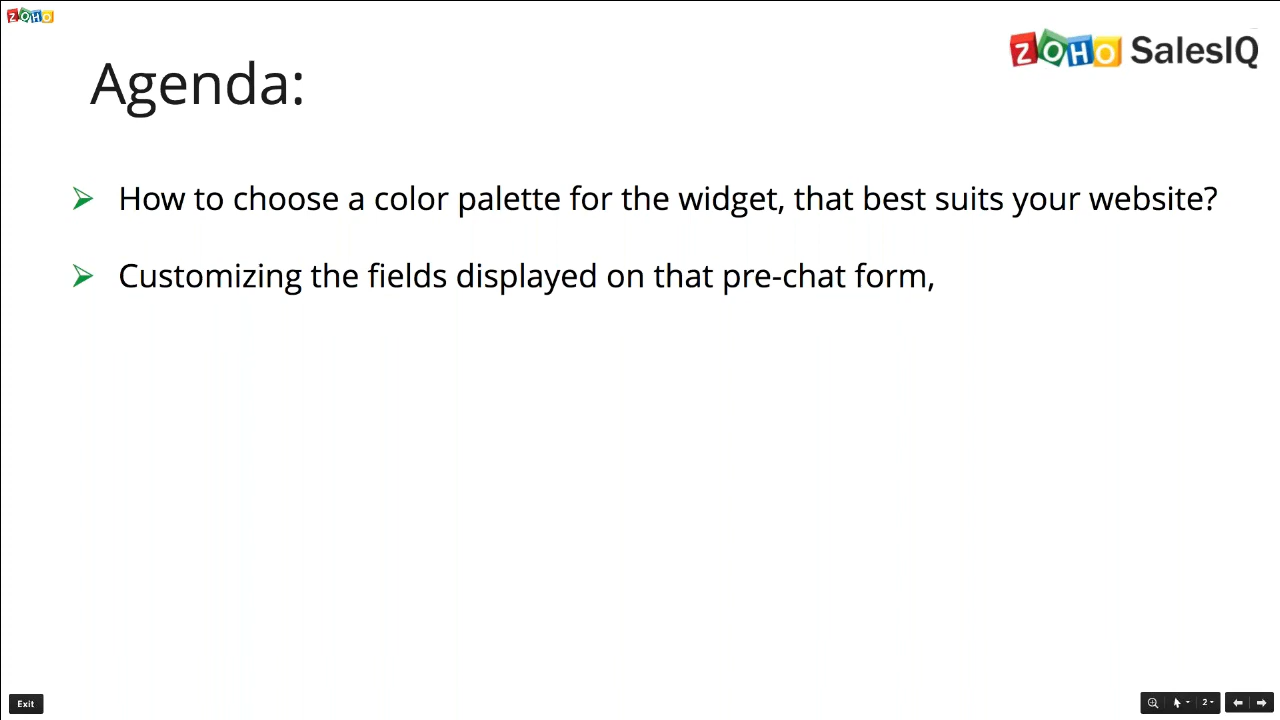 ZOHO
ZOHO SalesIQ
Agenda:
How to choose a color palette for the widget, that best suits your website?
Customizing the fields displayed on that pre-chat form,
Exit
2